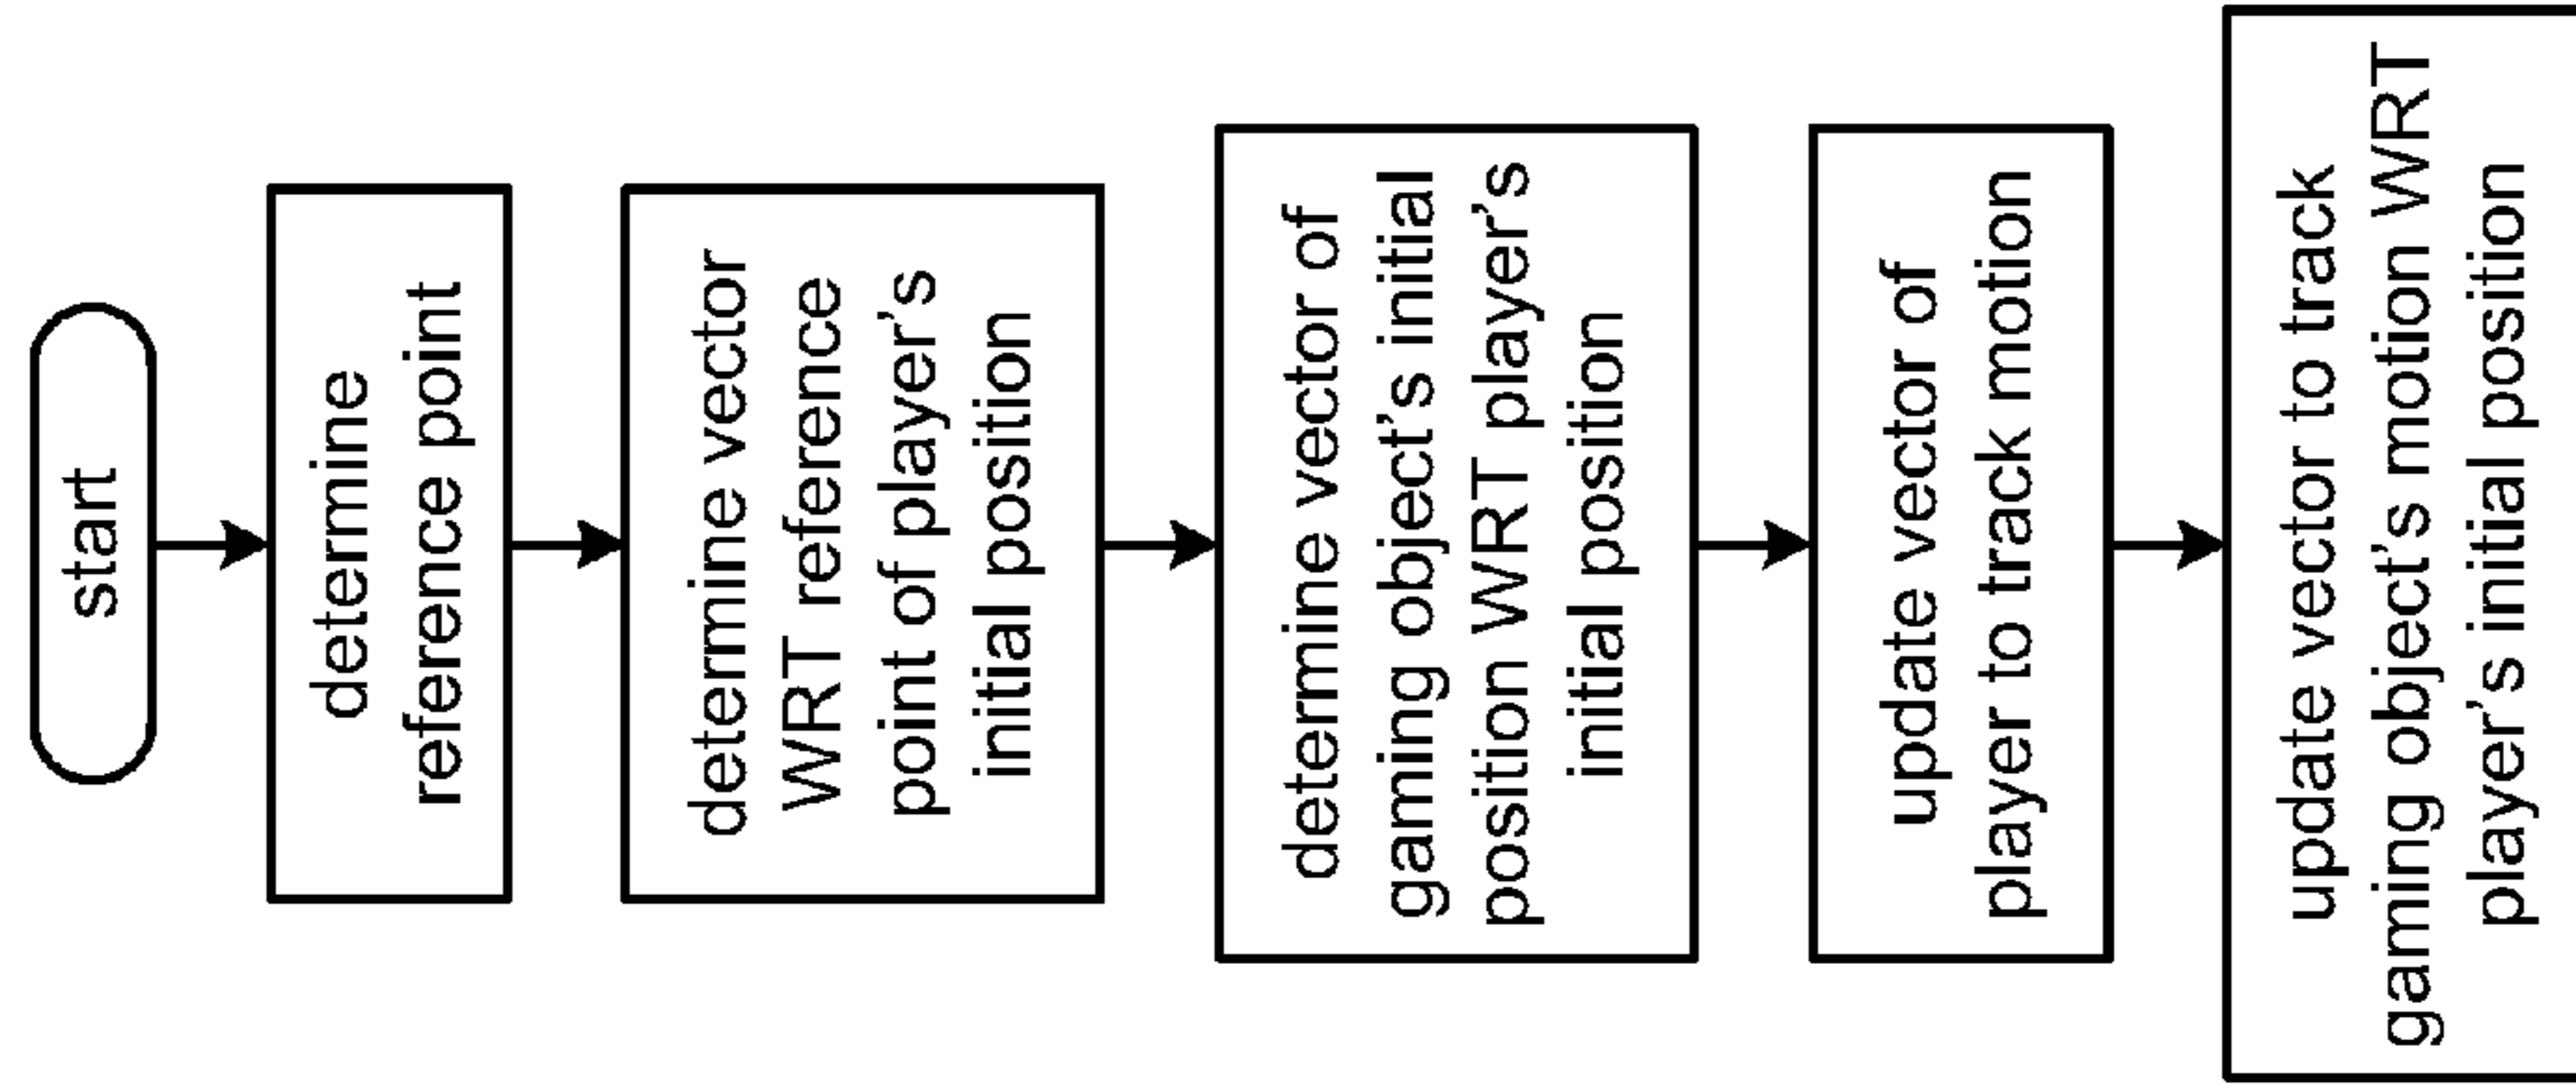 start
determine
reference point
determine vector
WRT reference
point of player's
initial position
determine vector of
gaming object's initial
position WRT player's
initial position
update vector of
player to track motion
update vector to track
gaming object's motion WRT
player's initial position